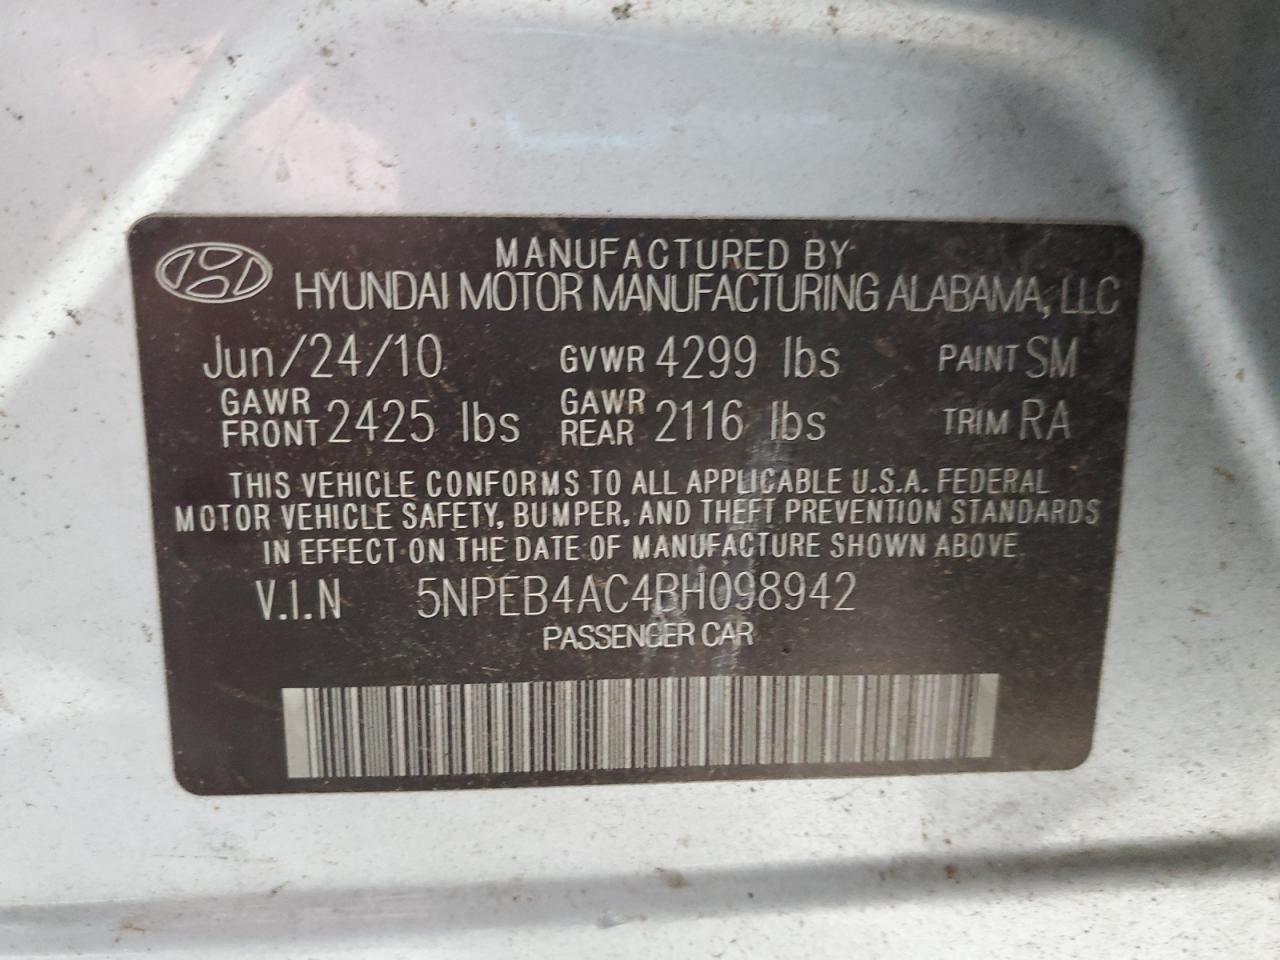 MANUFACTURED BY
HYUNDAI MOTOR MANUFACTURING ALABAMA, LLC
Jun/24/10 GVWR 4299 lbs PAINT SM
GAWR FRONT 2425 lbs GAWR REAR 2116 lbs TRIM RA
THIS VEHICLE CONFORMS TO ALL APPLICABLE U.S.A. FEDERAL
MOTOR VEHICLE SAFETY, BUMPER, AND THEFT PREVENTION STANDARDS
IN EFFECT ON THE DATE OF MANUFACTURE SHOWN ABOVE.
V.I.N 5NPEB4AC4BH098942
PASSENGER CAR